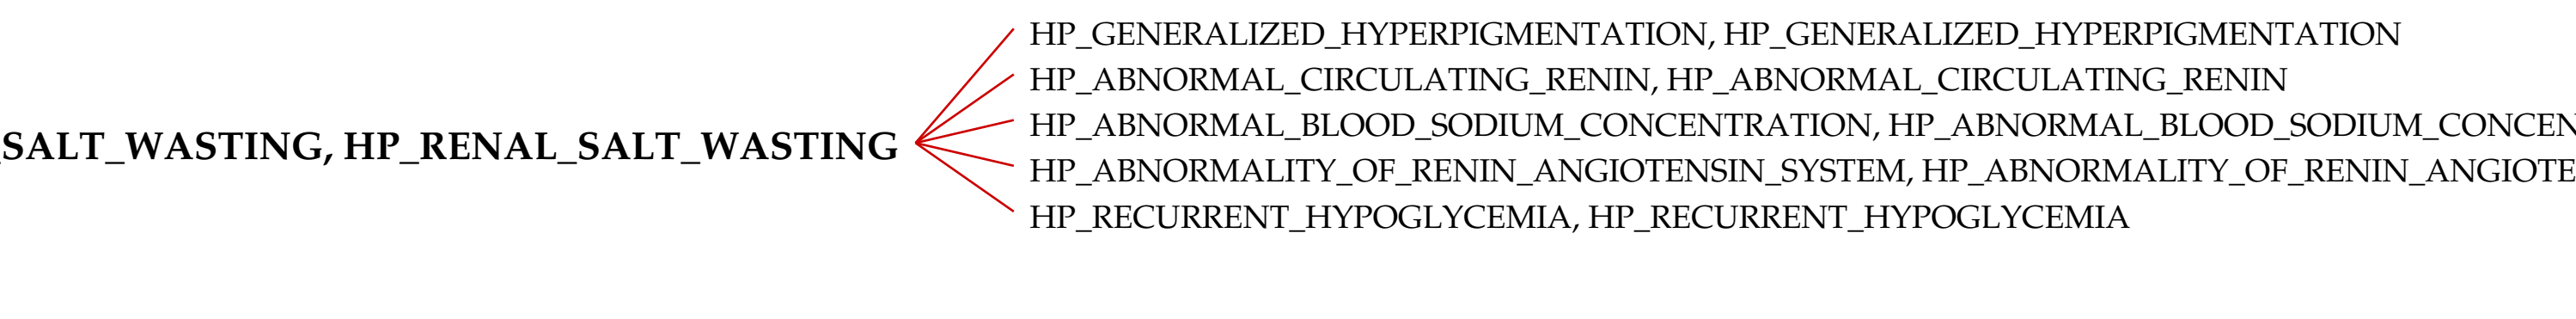 HP_GENERALIZED_HYPERPIGMENTATION, HP_GENERALIZED_HYPERPIGMENTATION
HP_ABNORMAL_CIRCULATING_RENIN, HP_ABNORMAL_CIRCULATING_RENIN
HP_ABNORMAL_BLOOD_SODIUM_CONCENTRATION, HP_ABNORMAL_BLOOD_SODIUM_CONCEN
SALT_WASTING, HP_RENAL_SALT_WASTING
HP_ABNORMALITY_OF_RENIN_ANGIOTENSIN_SYSTEM, HP_ABNORMALITY_OF_RENIN_ANGIOTE
HP_RECURRENT_HYPOGLYCEMIA, HP_RECURRENT_HYPOGLYCEMIA